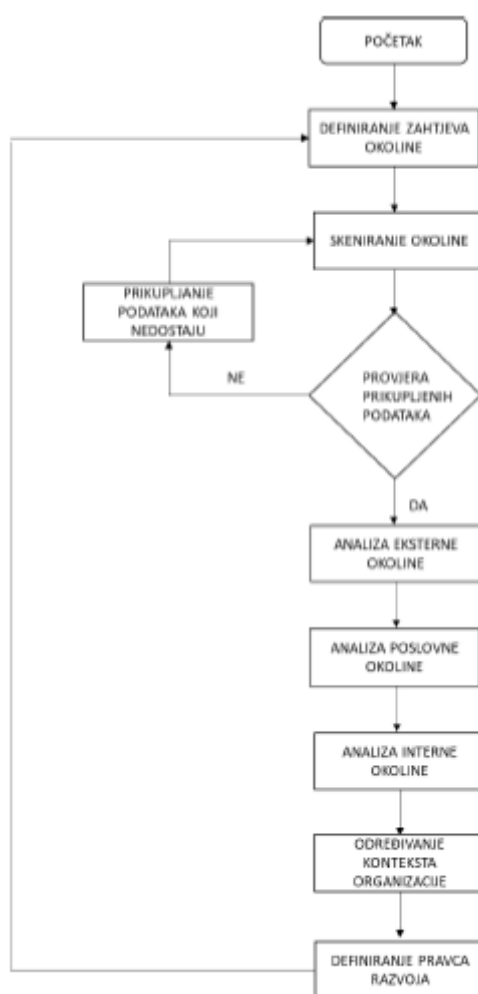 POČETAK
DEFINIRANJE ZAHTJEVA
OKOLINE
SKENIRANJE OKOLINE
PRIKUPLJANJE
PODATAKA KOJI
NEDOSTAJU
NE
PROVJERA
PRIKUPLJENIH
PODATAKA
DA
ANALIZA EKSTERNE
OKOLINE
ANALIZA POSLOVNE
OKOLINE
ANALIZA INTERNE
OKOLINE
ODREĐIVANJE
KONTEKSTA
ORGANIZACIJE
DEFINIRANJE PRAVCA
RAZVOJA